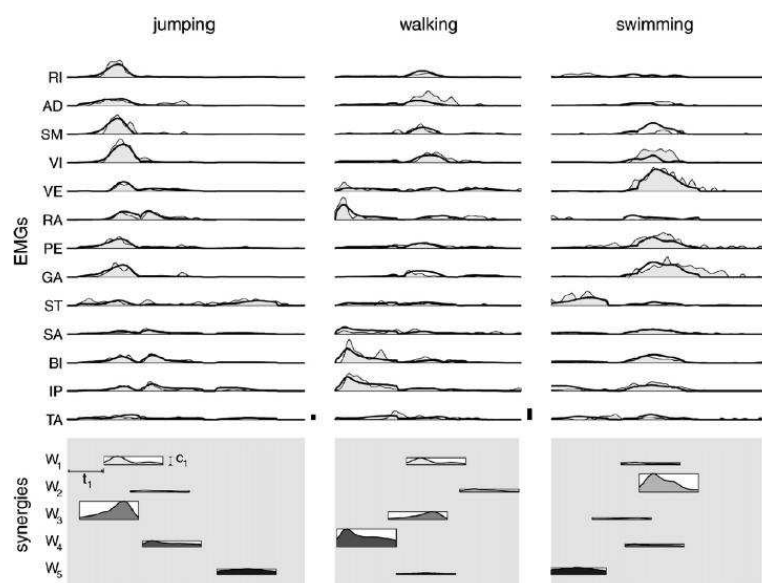 jumping walking swimming
RI
AD
SM
VI
VE
RA
PE
GA
ST
SA
BI
IP
TA
EMGs
W1 C1
t1
W2
W3
W4
W5
synergies